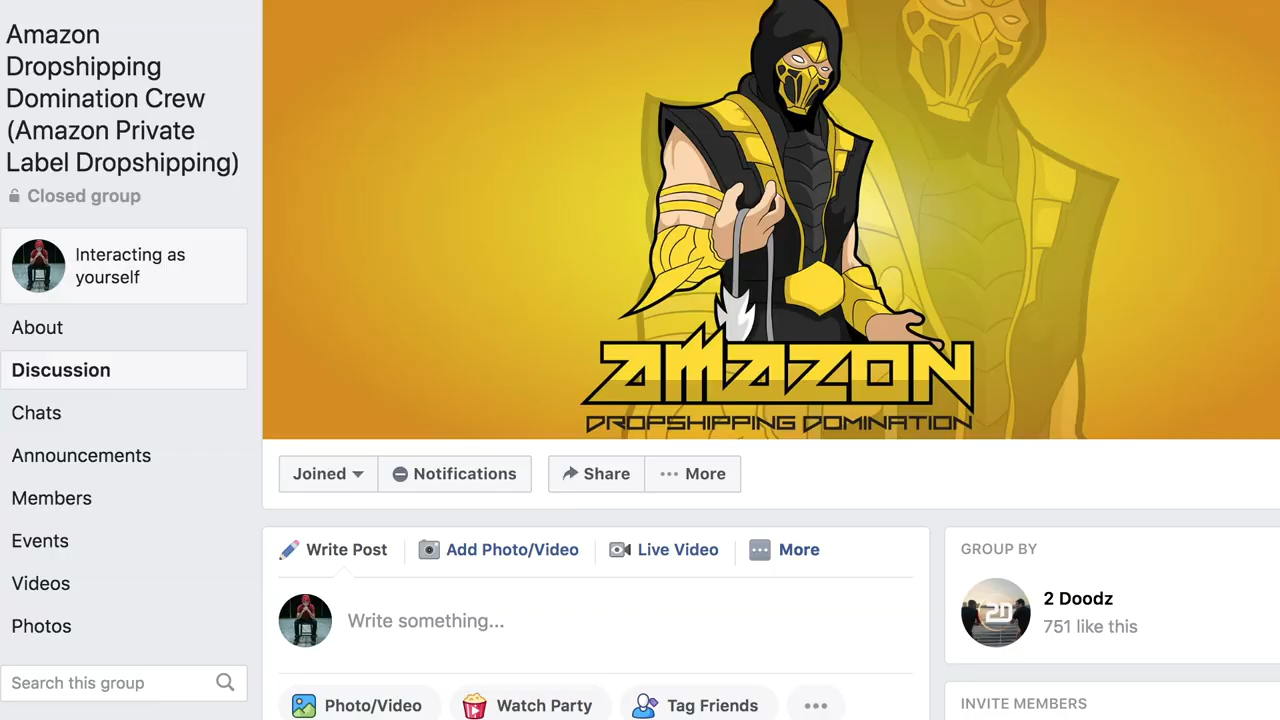 Amazon
Dropshipping
Domination Crew
(Amazon Private
Label Dropshipping)
Closed group
Interacting as
yourself
About
Discussion
Chats
Announcements
Members
Events
Videos
Photos
Search this group
AMAZON
DROPSHIPPING DOMINATION
Joined
Notifications
Share
More
Write Post
Add Photo/Video
Live Video
More
Write something...
Photo/Video
Watch Party
Tag Friends
GROUP BY
2D
2 Doodz
751 like this
INVITE MEMBERS